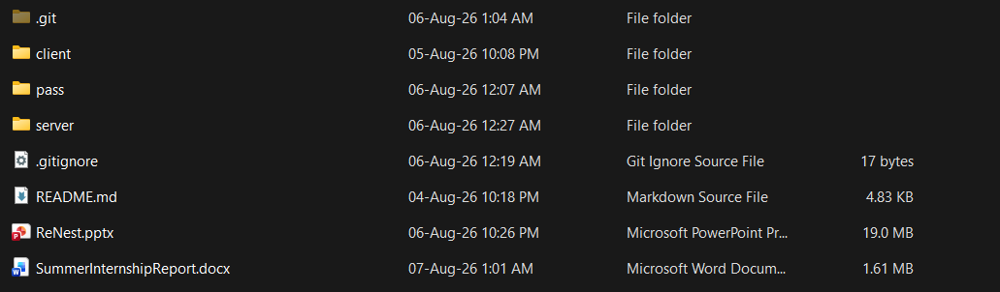 .git 06-Aug-26 1:04 AM File folder
client 05-Aug-26 10:08 PM File folder
pass 06-Aug-26 12:07 AM File folder
server 06-Aug-26 12:27 AM File folder
.gitignore 06-Aug-26 12:19 AM Git Ignore Source File 17 bytes
README.md 04-Aug-26 10:18 PM Markdown Source File 4.83 KB
ReNest.pptx 06-Aug-26 10:26 PM Microsoft PowerPoint Pr... 19.0 MB
SummerInternshipReport.docx 07-Aug-26 1:01 AM Microsoft Word Docum... 1.61 MB